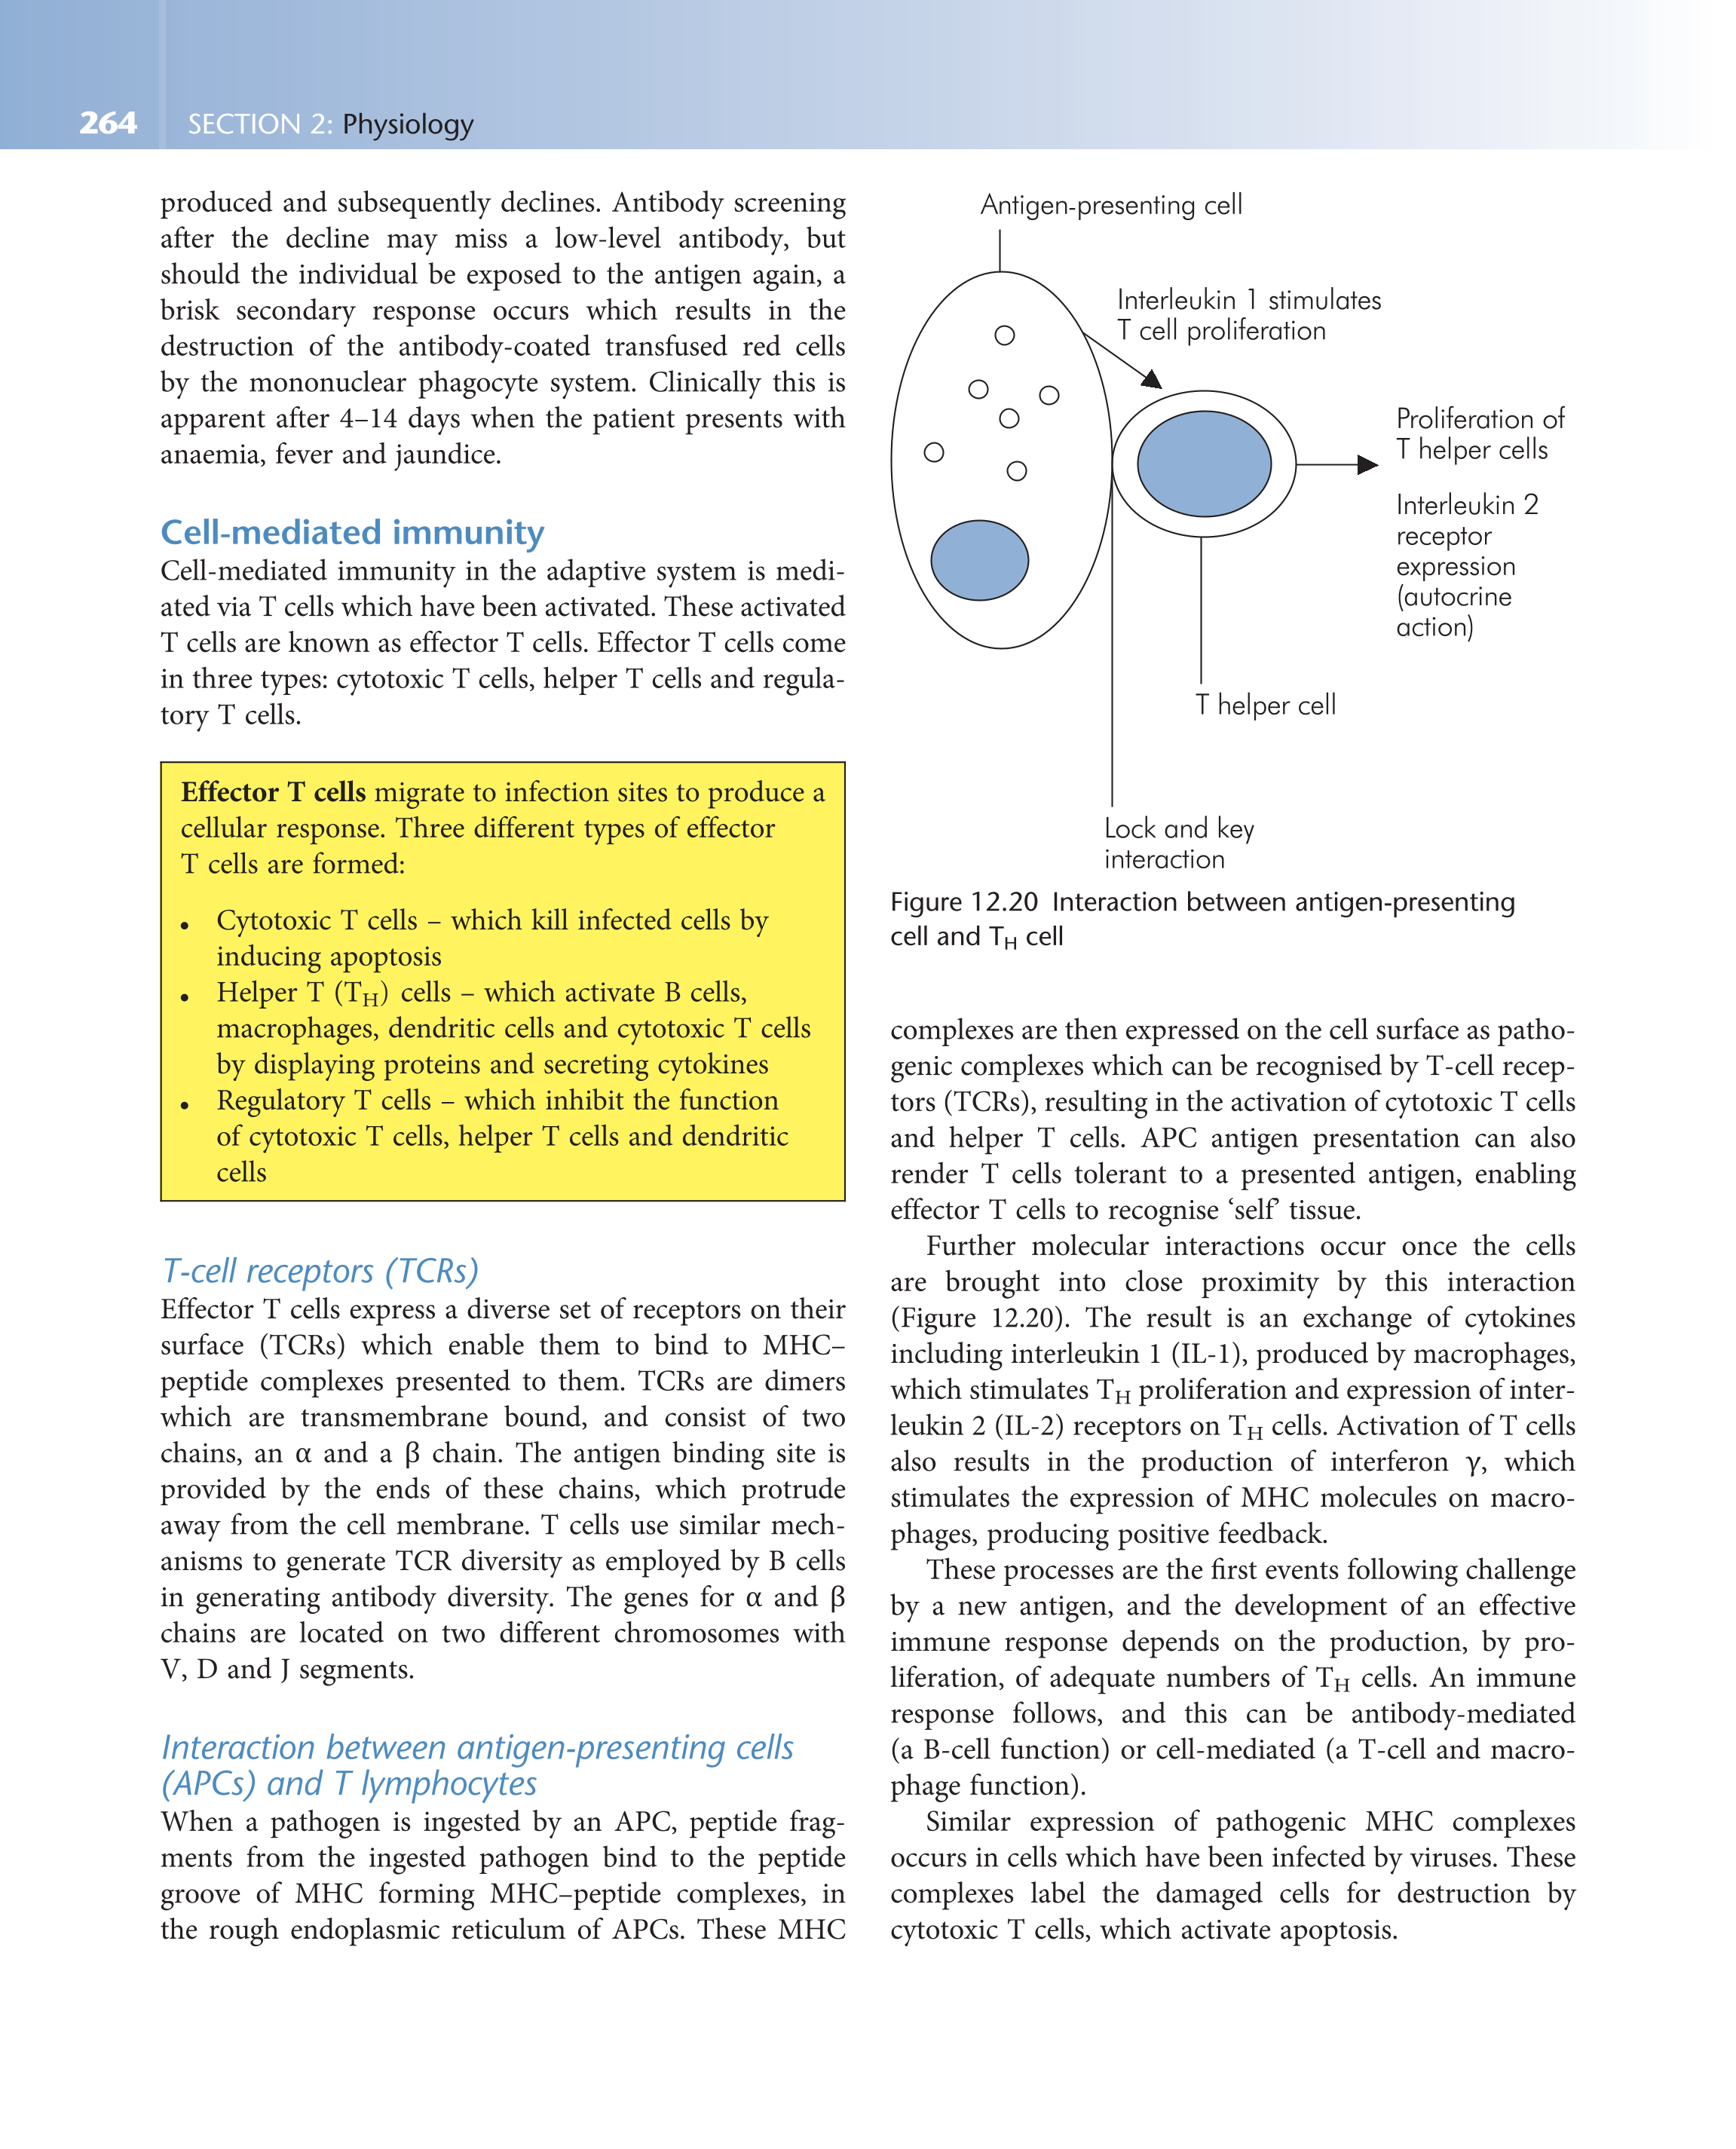 264 SECTION 2: Physiology
produced and subsequently declines. Antibody screening
after the decline may miss a low-level antibody, but
should the individual be exposed to the antigen again, a
brisk secondary response occurs which results in the
destruction of the antibody-coated transfused red cells
by the mononuclear phagocyte system. Clinically this is
apparent after 4–14 days when the patient presents with
anaemia, fever and jaundice.
Cell-mediated immunity
Cell-mediated immunity in the adaptive system is medi-
ated via T cells which have been activated. These activated
T cells are known as effector T cells. Effector T cells come
in three types: cytotoxic T cells, helper T cells and regula-
tory T cells.
Effector T cells migrate to infection sites to produce a
cellular response. Three different types of effector
T cells are formed:
• Cytotoxic T cells – which kill infected cells by
inducing apoptosis
• Helper T (TH) cells – which activate B cells,
macrophages, dendritic cells and cytotoxic T cells
by displaying proteins and secreting cytokines
• Regulatory T cells – which inhibit the function
of cytotoxic T cells, helper T cells and dendritic
cells
T-cell receptors (TCRs)
Effector T cells express a diverse set of receptors on their
surface (TCRs) which enable them to bind to MHC–
peptide complexes presented to them. TCRs are dimers
which are transmembrane bound, and consist of two
chains, an α and a β chain. The antigen binding site is
provided by the ends of these chains, which protrude
away from the cell membrane. T cells use similar mech-
anisms to generate TCR diversity as employed by B cells
in generating antibody diversity. The genes for α and β
chains are located on two different chromosomes with
V, D and J segments.
Interaction between antigen-presenting cells
(APCs) and T lymphocytes
When a pathogen is ingested by an APC, peptide frag-
ments from the ingested pathogen bind to the peptide
groove of MHC forming MHC–peptide complexes, in
the rough endoplasmic reticulum of APCs. These MHC
Antigen-presenting cell
Interleukin 1 stimulates
T cell proliferation
Proliferation of
T helper cells
Interleukin 2
receptor
expression
(autocrine
action)
T helper cell
Lock and key
interaction
Figure 12.20 Interaction between antigen-presenting
cell and TH cell
complexes are then expressed on the cell surface as patho-
genic complexes which can be recognised by T-cell recep-
tors (TCRs), resulting in the activation of cytotoxic T cells
and helper T cells. APC antigen presentation can also
render T cells tolerant to a presented antigen, enabling
effector T cells to recognise ‘self’ tissue.
Further molecular interactions occur once the cells
are brought into close proximity by this interaction
(Figure 12.20). The result is an exchange of cytokines
including interleukin 1 (IL-1), produced by macrophages,
which stimulates TH proliferation and expression of inter-
leukin 2 (IL-2) receptors on TH cells. Activation of T cells
also results in the production of interferon γ, which
stimulates the expression of MHC molecules on macro-
phages, producing positive feedback.
These processes are the first events following challenge
by a new antigen, and the development of an effective
immune response depends on the production, by pro-
liferation, of adequate numbers of TH cells. An immune
response follows, and this can be antibody-mediated
(a B-cell function) or cell-mediated (a T-cell and macro-
phage function).
Similar expression of pathogenic MHC complexes
occurs in cells which have been infected by viruses. These
complexes label the damaged cells for destruction by
cytotoxic T cells, which activate apoptosis.